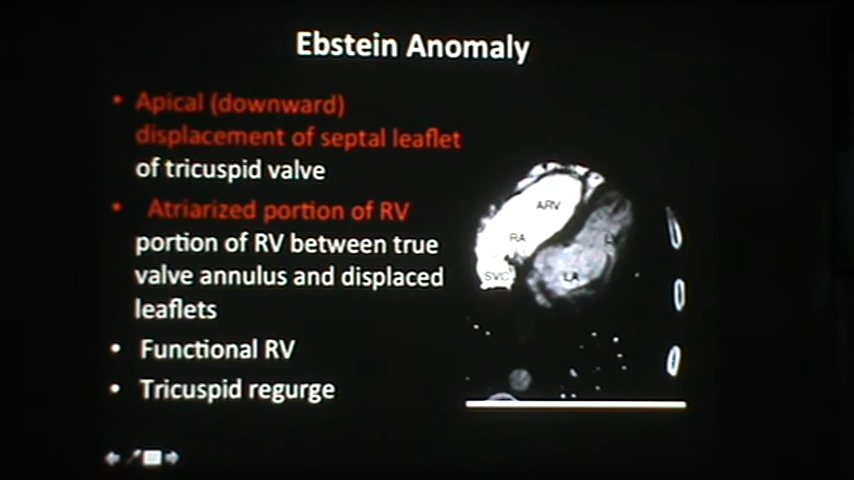 Ebstein Anomaly
• Apical (downward)
displacement of septal leaflet
of tricuspid valve
• Atriarized portion of RV
portion of RV between true
valve annulus and displaced
leaflets
• Functional RV
• Tricuspid regurge
ARV
RA
SVC
LA